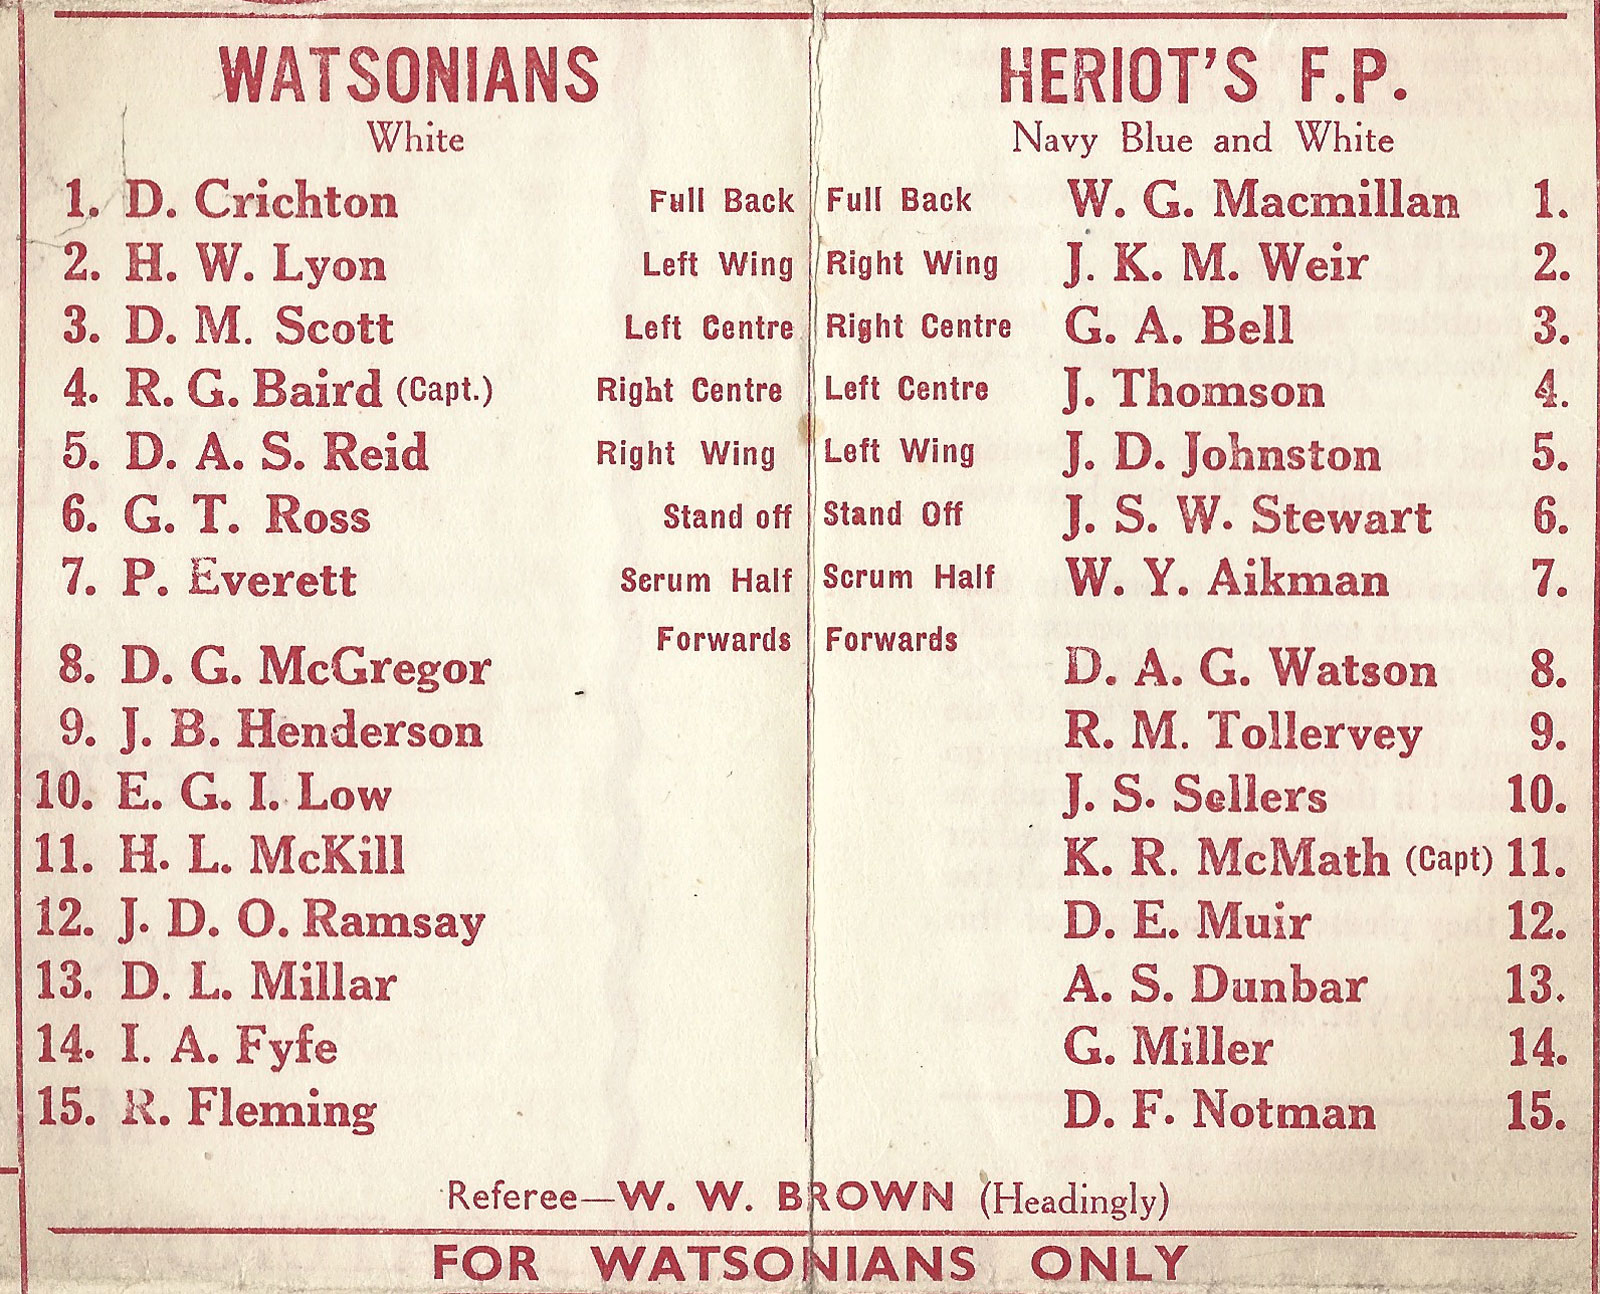 WATSONIANS HERIOT'S F.P.
White Navy Blue and White
1. D. Crichton Full Back Full Back W. G. Macmillan 1.
2. H. W. Lyon Left Wing Right Wing J. K. M. Weir 2.
3. D. M. Scott Left Centre Right Centre G. A. Bell 3.
4. R. G. Baird (Capt.) Right Centre Left Centre J. Thomson 4.
5. D. A. S. Reid Right Wing Left Wing J. D. Johnston 5.
6. G. T. Ross Stand off Stand Off J. S. W. Stewart 6.
7. P. Everett Scrum Half Scrum Half W. Y. Aikman 7.
Forwards Forwards
8. D. G. McGregor D. A. G. Watson 8.
9. J. B. Henderson R. M. Tollervey 9.
10. E. G. I. Low J. S. Sellers 10.
11. H. L. McKill K. R. McMath (Capt) 11.
12. J. D. O. Ramsay D. E. Muir 12.
13. D. L. Millar A. S. Dunbar 13.
14. I. A. Fyfe G. Miller 14.
15. R. Fleming D. F. Notman 15.
Referee—W. W. BROWN (Headingly)
FOR WATSONIANS ONLY